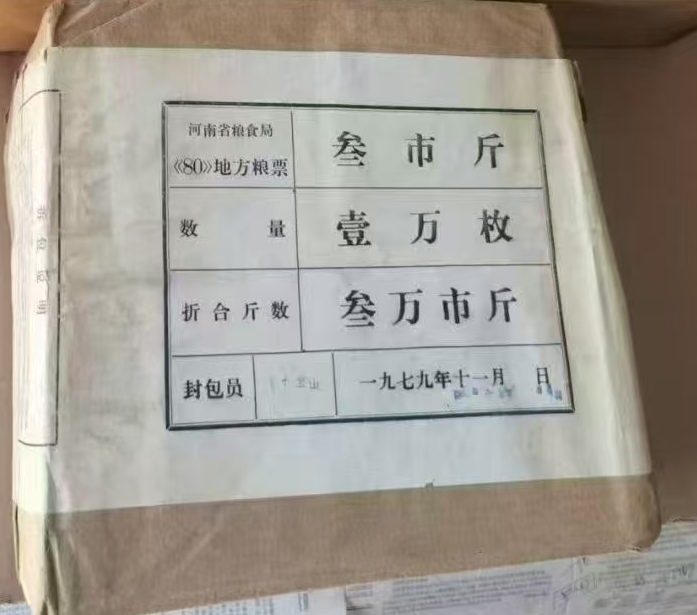 河南省粮食局
《80》地方粮票
叁市斤
数量
壹万枚
折合斤数
叁万市斤
封包员
一九七九年十一月 日